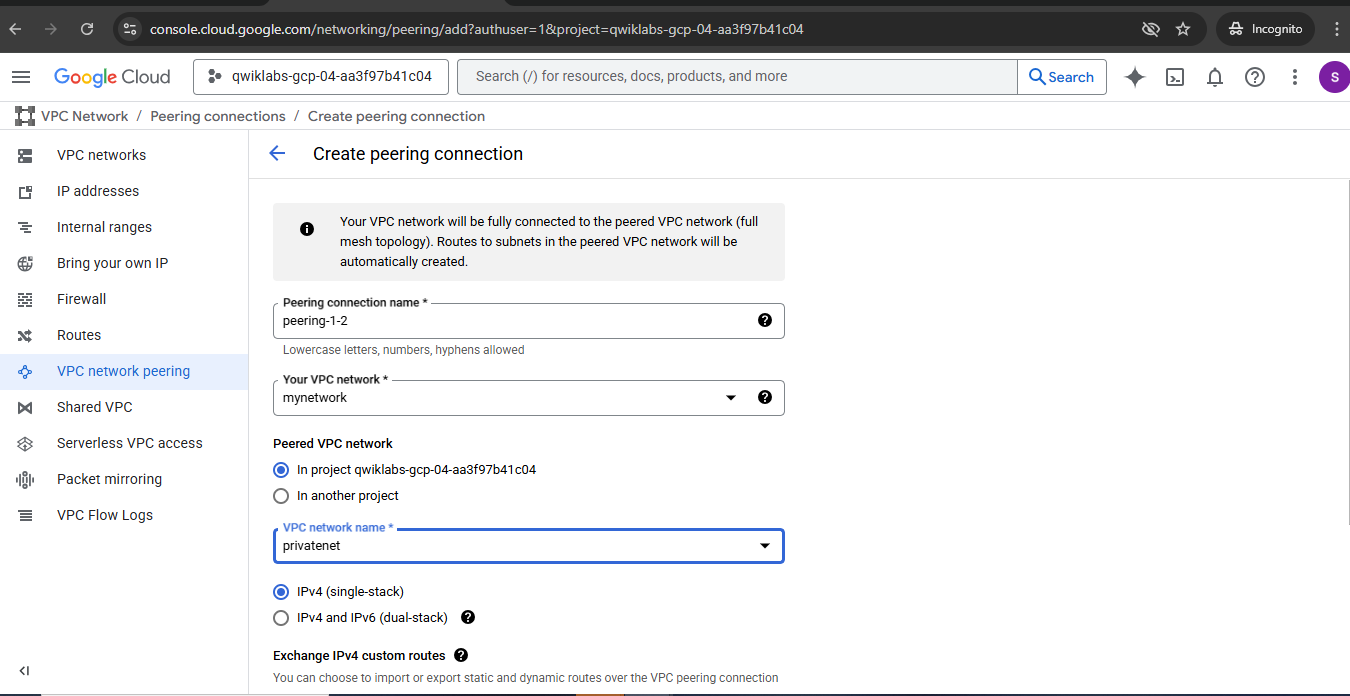 console.cloud.google.com/networking/peering/add?authuser=1&project=qwiklabs-gcp-04-aa3f97b41c04
Incognito
Google Cloud
qwiklabs-gcp-04-aa3f97b41c04
Search (/) for resources, docs, products, and more
Search
S
VPC Network / Peering connections / Create peering connection
VPC networks
IP addresses
Internal ranges
Bring your own IP
Firewall
Routes
VPC network peering
Shared VPC
Serverless VPC access
Packet mirroring
VPC Flow Logs
Create peering connection
Your VPC network will be fully connected to the peered VPC network (full
mesh topology). Routes to subnets in the peered VPC network will be
automatically created.
Peering connection name *
peering-1-2
Lowercase letters, numbers, hyphens allowed
Your VPC network *
mynetwork
Peered VPC network
In project qwiklabs-gcp-04-aa3f97b41c04
In another project
VPC network name *
privatenet
IPv4 (single-stack)
IPv4 and IPv6 (dual-stack)
Exchange IPv4 custom routes
You can choose to import or export static and dynamic routes over the VPC peering connection